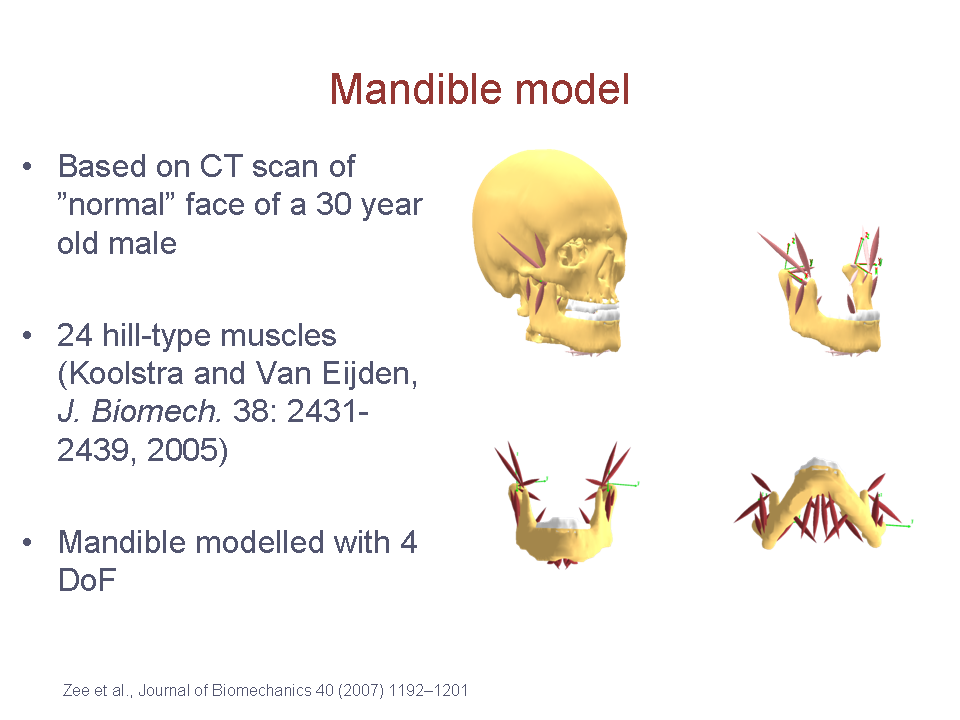 Mandible model
• Based on CT scan of
”normal” face of a 30 year
old male
• 24 hill-type muscles
(Koolstra and Van Eijden,
J. Biomech. 38: 2431-
2439, 2005)
• Mandible modelled with 4
DoF
Zee et al., Journal of Biomechanics 40 (2007) 1192–1201